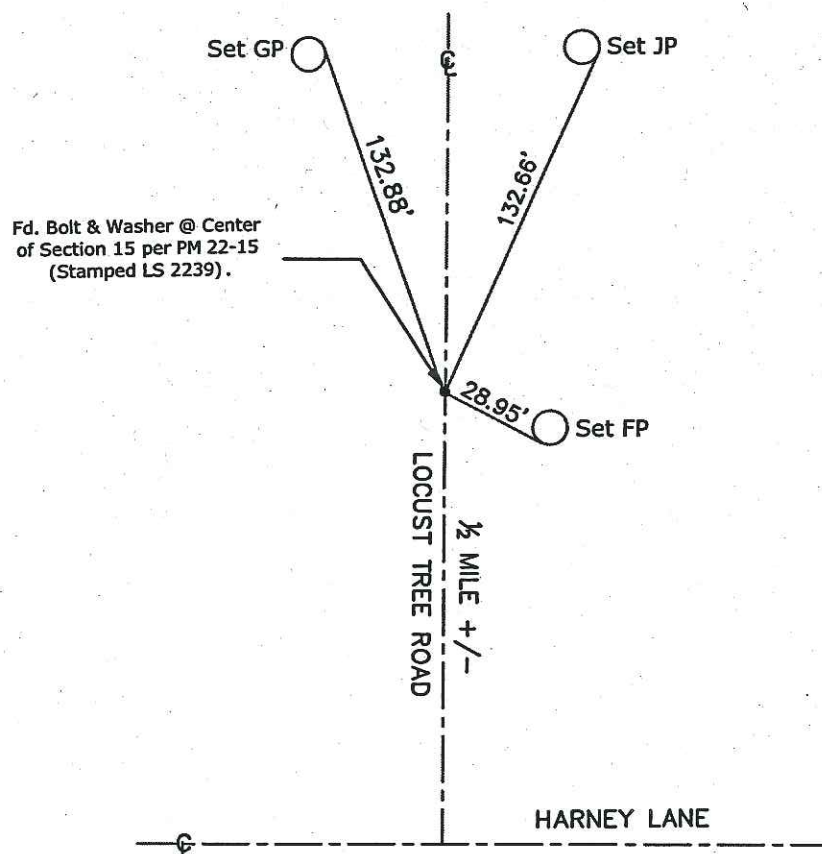 Set GP
℄
Set JP
132.88'
132.66'
Fd. Bolt & Washer @ Center
of Section 15 per PM 22-15
(Stamped LS 2239).
28.95'
Set FP
LOCUST TREE ROAD
½ MILE +/-
HARNEY LANE
℄